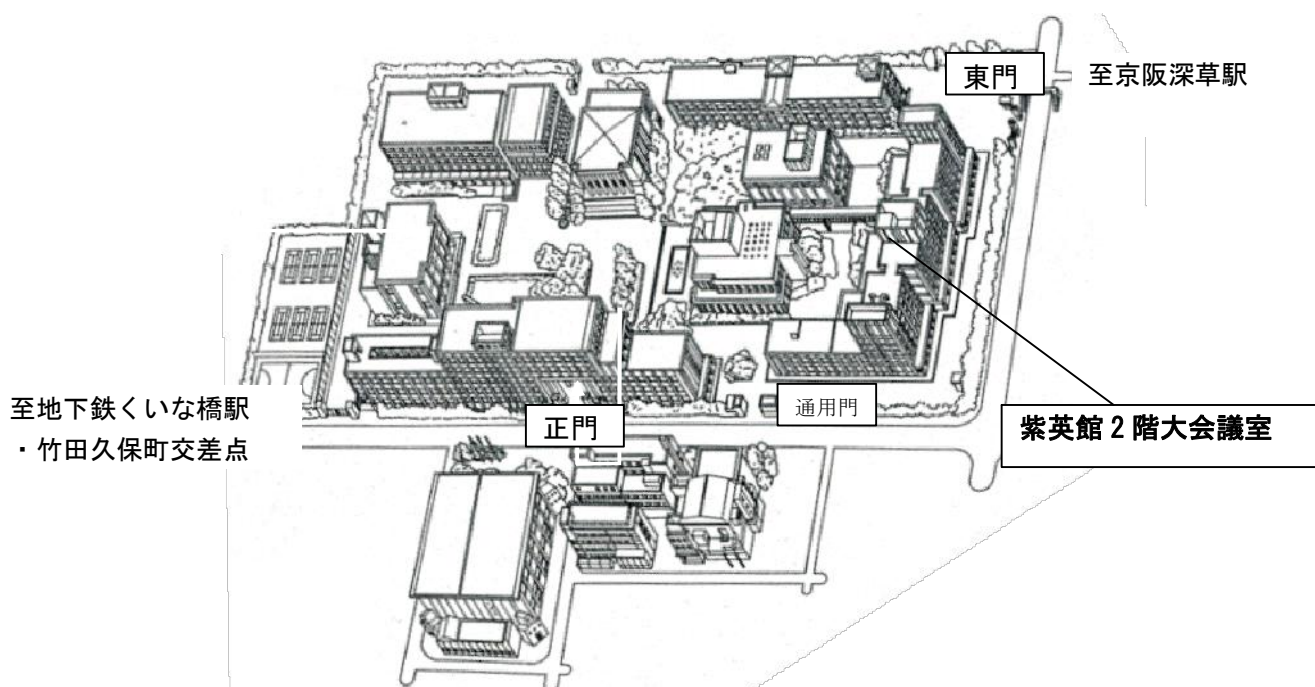 東門
至京阪深草駅
至地下鉄くいな橋駅
・竹田久保町交差点
正門
通用門
紫英館2階大会議室